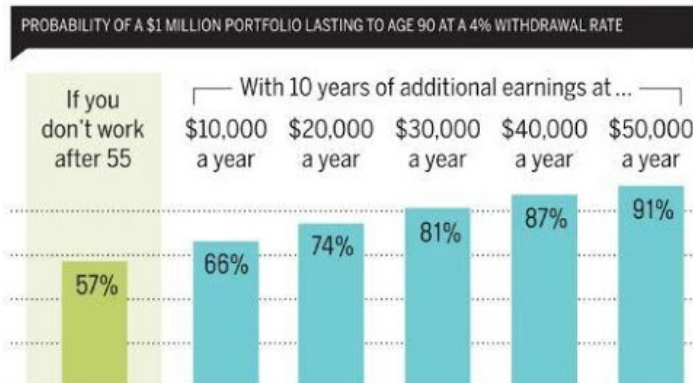 PROBABILITY OF A $1 MILLION PORTFOLIO LASTING TO AGE 90 AT A 4% WITHDRAWAL RATE
If you
don't work
after 55
With 10 years of additional earnings at ...
$10,000
a year
$20,000
a year
$30,000
a year
$40,000
a year
$50,000
a year
57%
66%
74%
81%
87%
91%